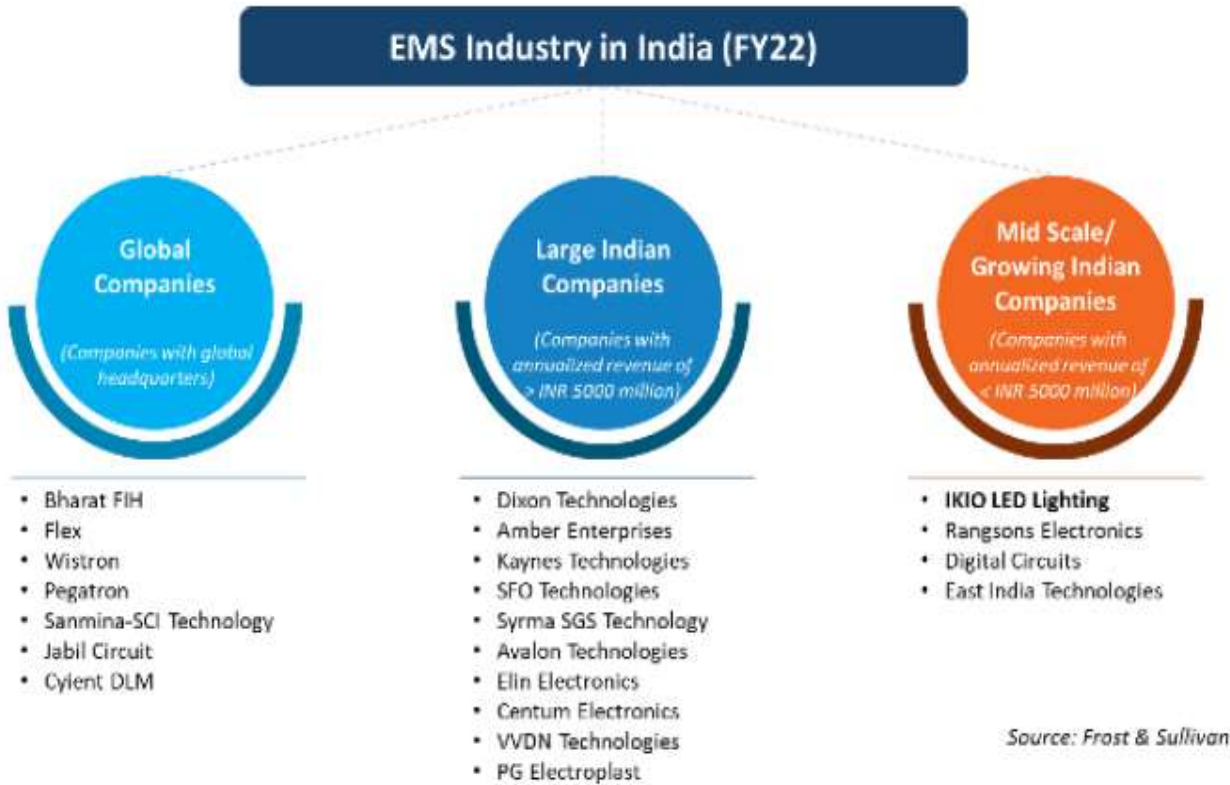 EMS Industry in India (FY22)
Global
Companies
(Companies with global
headquarters)
• Bharat FIH
• Flex
• Wistron
• Pegatron
• Sanmina-SCI Technology
• Jabil Circuit
• Cyient DLM
Large Indian
Companies
(Companies with
annualized revenue of
> INR 5000 million)
• Dixon Technologies
• Amber Enterprises
• Kaynes Technologies
• SFO Technologies
• Syrma SGS Technology
• Avalon Technologies
• Elin Electronics
• Centum Electronics
• VVDN Technologies
• PG Electroplast
Mid Scale/
Growing Indian
Companies
(Companies with
annualized revenue of
< INR 5000 million)
• IKIO LED Lighting
• Rangsons Electronics
• Digital Circuits
• East India Technologies
Source: Frost & Sullivan